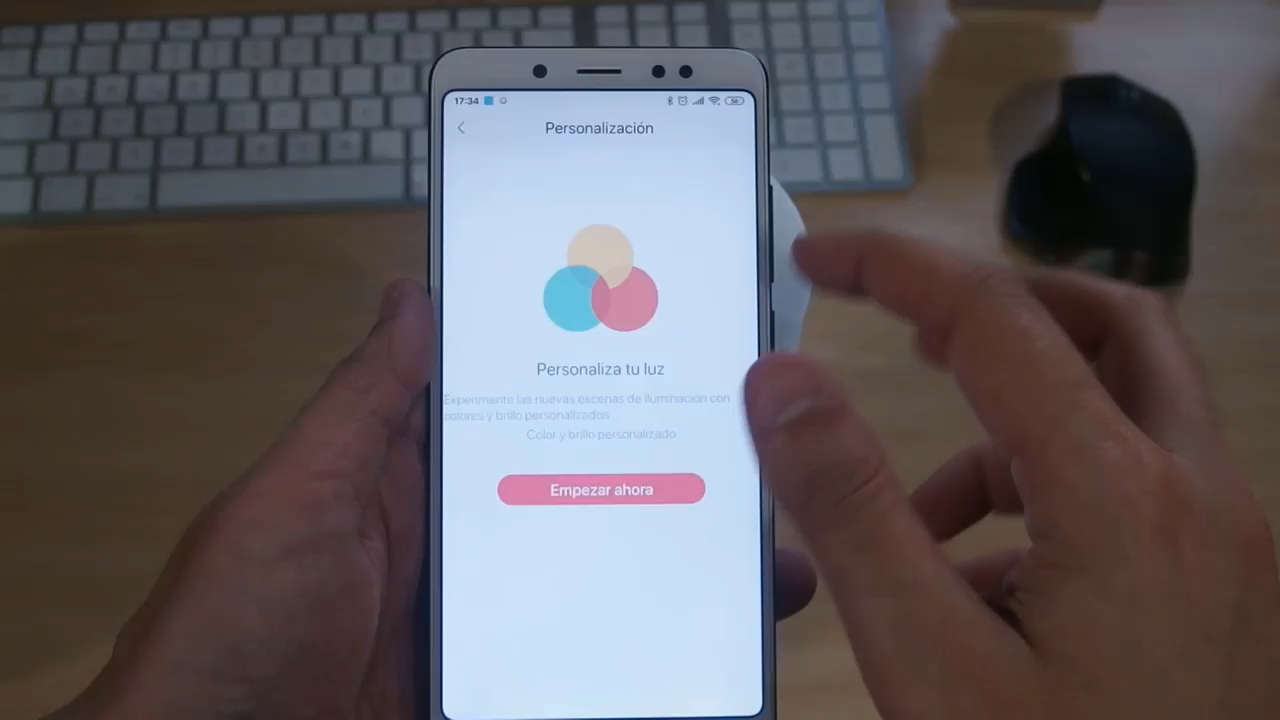 17:34
Personalización
Personaliza tu luz
Experimente las nuevas escenas de iluminación con
colores y brillo personalizados
Color y brillo personalizado
Empezar ahora